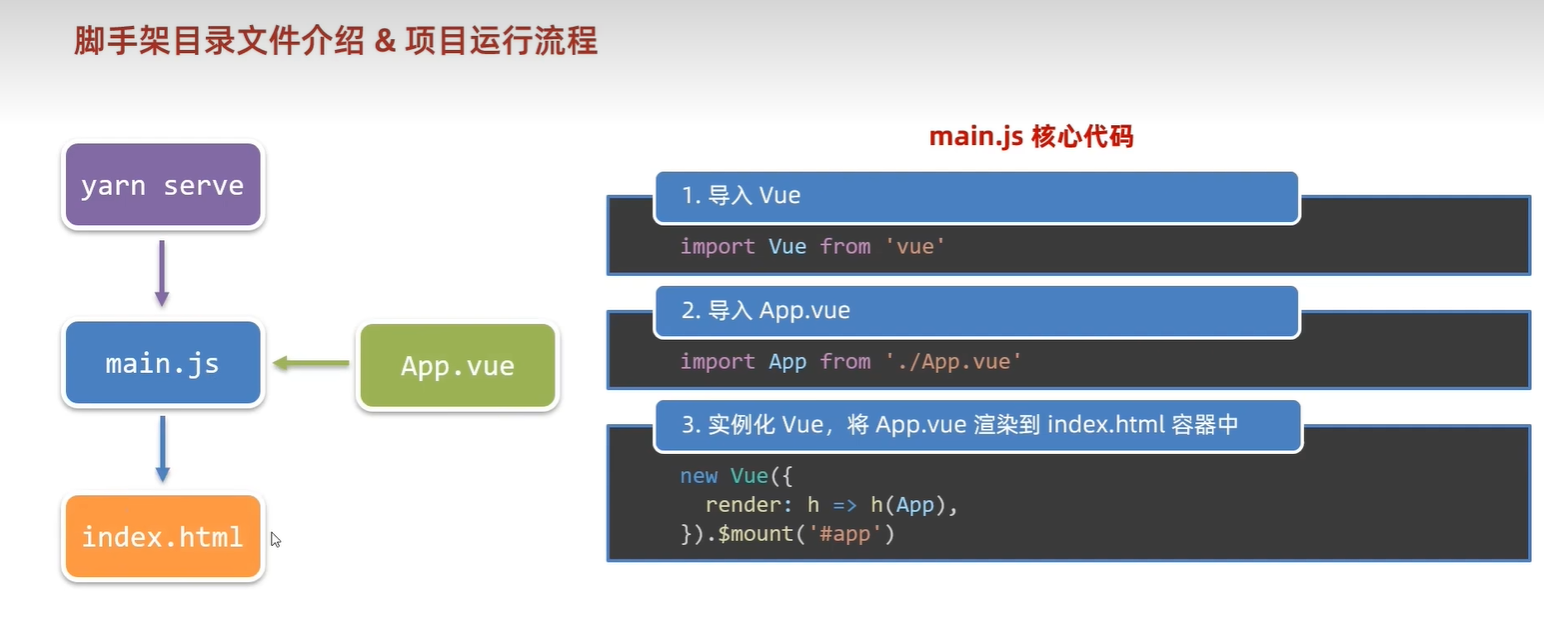 脚手架目录文件介绍 & 项目运行流程
yarn serve
main.js
App.vue
index.html
main.js 核心代码
1. 导入 Vue
import Vue from 'vue'
2. 导入 App.vue
import App from './App.vue'
3. 实例化 Vue，将 App.vue 渲染到 index.html 容器中
new Vue({
  render: h => h(App),
}).$mount('#app')